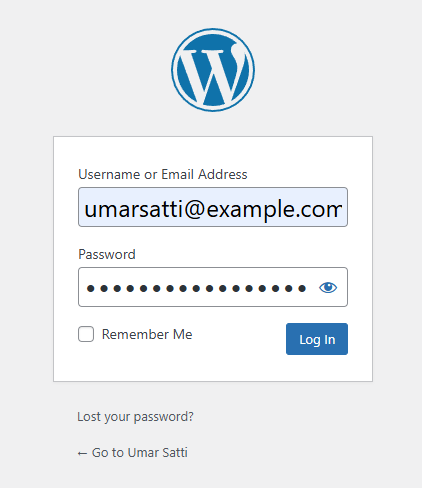 Username or Email Address
umarsatti@example.com
Password
•••••••••••••••••
Remember Me
Log In
Lost your password?
← Go to Umar Satti